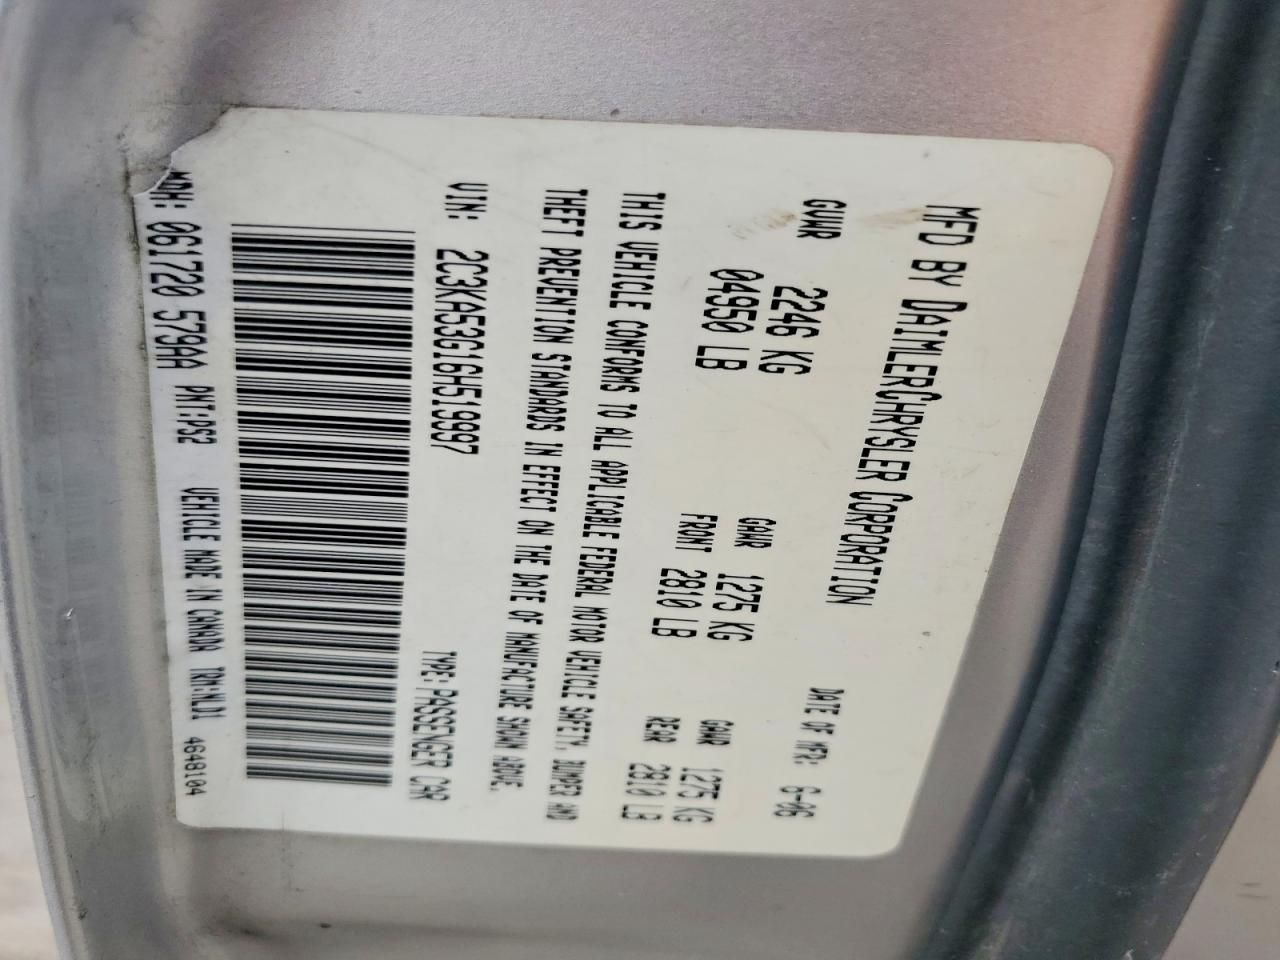 MFD BY DAIMLERCHRYSLER CORPORATION DATE OF MFR: 6-06
GVWR 2246 KG GAWR 1275 KG GAWR 1275 KG
04950 LB FRONT 2810 LB REAR 2810 LB
THIS VEHICLE CONFORMS TO ALL APPLICABLE FEDERAL MOTOR VEHICLE SAFETY, BUMPER AND
THEFT PREVENTION STANDARDS IN EFFECT ON THE DATE OF MANUFACTURE SHOWN ABOVE.
VIN: 2C3KA53G16H519997 TYPE: PASSENGER CAR
MDH: 061720 579AA PNT:PS2 VEHICLE MADE IN CANADA TRM:WLD1 4648104